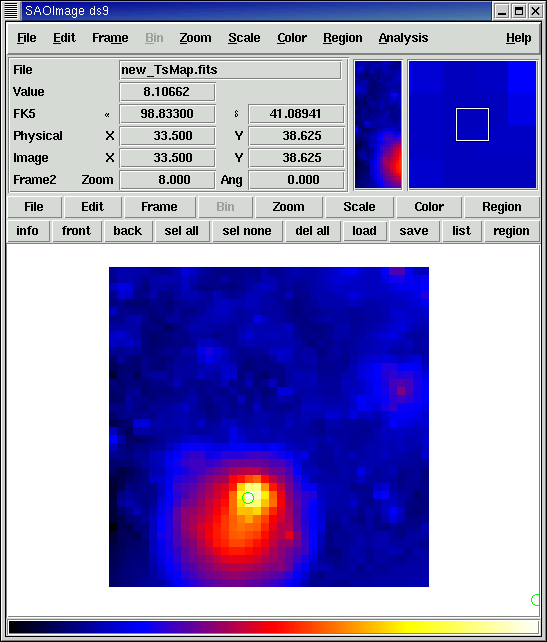 SAOImage ds9
File Edit Frame Bin Zoom Scale Color Region Analysis Help
File new_TsMap.fits
Value 8.10662
FK5 α 98.83300 δ 41.08941
Physical X 33.500 Y 38.625
Image X 33.500 Y 38.625
Frame2 Zoom 8.000 Ang 0.000
File Edit Frame Bin Zoom Scale Color Region
info front back sel all sel none del all load save list region